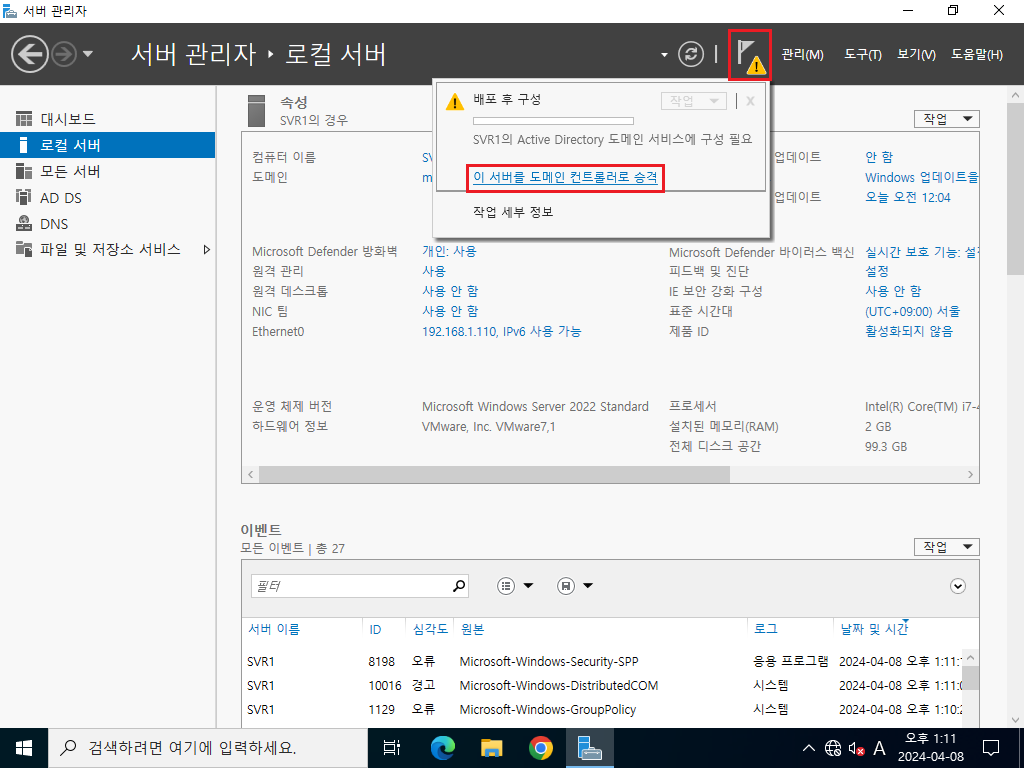 서버 관리자
서버 관리자 ‣ 로컬 서버
관리(M) 도구(T) 보기(V) 도움말(H)
대시보드
로컬 서버
모든 서버
AD DS
DNS
파일 및 저장소 서비스
속성
SVR1의 경우
작업
배포 후 구성
작업
x
SVR1의 Active Directory 도메인 서비스에 구성 필요
이 서버를 도메인 컨트롤러로 승격
작업 세부 정보
컴퓨터 이름 SV 업데이트 안 함
도메인 m Windows 업데이트을
업데이트 오늘 오전 12:04
Microsoft Defender 방화벽 개인: 사용 Microsoft Defender 바이러스 백신 실시간 보호 기능: 설정
원격 관리 사용 피드백 및 진단 설정
원격 데스크톱 사용 안 함 IE 보안 강화 구성 사용 안 함
NIC 팀 사용 안 함 표준 시간대 (UTC+09:00) 서울
Ethernet0 192.168.1.110, IPv6 사용 가능 제품 ID 활성화되지 않음
운영 체제 버전 Microsoft Windows Server 2022 Standard 프로세서 Intel(R) Core(TM) i7-4
하드웨어 정보 VMware, Inc. VMware7,1 설치된 메모리(RAM) 2 GB
전체 디스크 공간 99.3 GB
이벤트
모든 이벤트 | 총 27
작업
필터
서버 이름 ID 심각도 원본 로그 날짜 및 시간
SVR1 8198 오류 Microsoft-Windows-Security-SPP 응용 프로그램 2024-04-08 오후 1:11:
SVR1 10016 경고 Microsoft-Windows-DistributedCOM 시스템 2024-04-08 오후 1:11:0
SVR1 1129 오류 Microsoft-Windows-GroupPolicy 시스템 2024-04-08 오후 1:10:2
검색하려면 여기에 입력하세요.
A
오후 1:11
2024-04-08